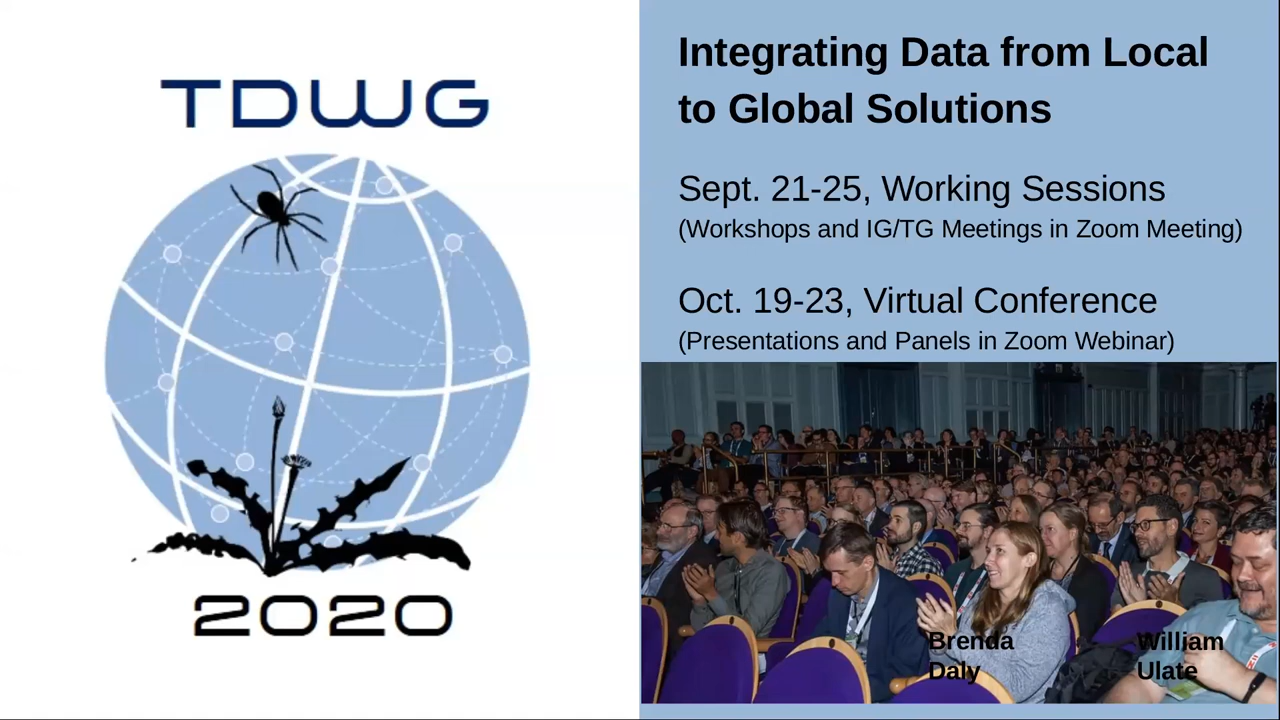 TDWG
2020
Integrating Data from Local
to Global Solutions
Sept. 21-25, Working Sessions
(Workshops and IG/TG Meetings in Zoom Meeting)
Oct. 19-23, Virtual Conference
(Presentations and Panels in Zoom Webinar)
Brenda
Daly
William
Ulate